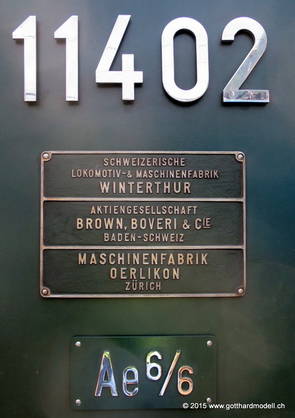 11402
SCHWEIZERISCHE
LOKOMOTIV-& MASCHINENFABRIK
WINTERTHUR
AKTIENGESELLSCHAFT
BROWN, BOVERI & CIE
BADEN-SCHWEIZ
MASCHINENFABRIK
OERLIKON
ZÜRICH
Ae 6/6
© 2015 www.gotthardmodell.ch